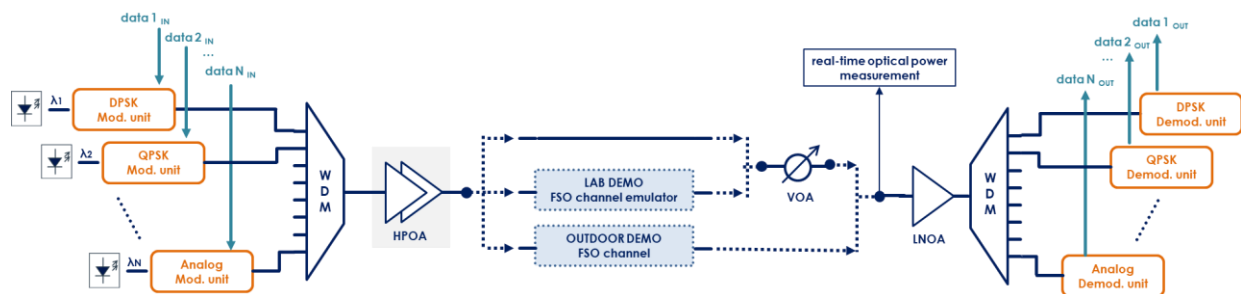 data 1 IN
data 2 IN
...
data N IN
λ1
DPSK
Mod. unit
λ2
QPSK
Mod. unit
λN
Analog
Mod. unit
W
D
M
HPOA
LAB DEMO
FSO channel emulator
OUTDOOR DEMO
FSO channel
VOA
real-time optical power
measurement
LNOA
W
D
M
data 1 OUT
data 2 OUT
...
data N OUT
DPSK
Demod. unit
QPSK
Demod. unit
Analog
Demod. unit